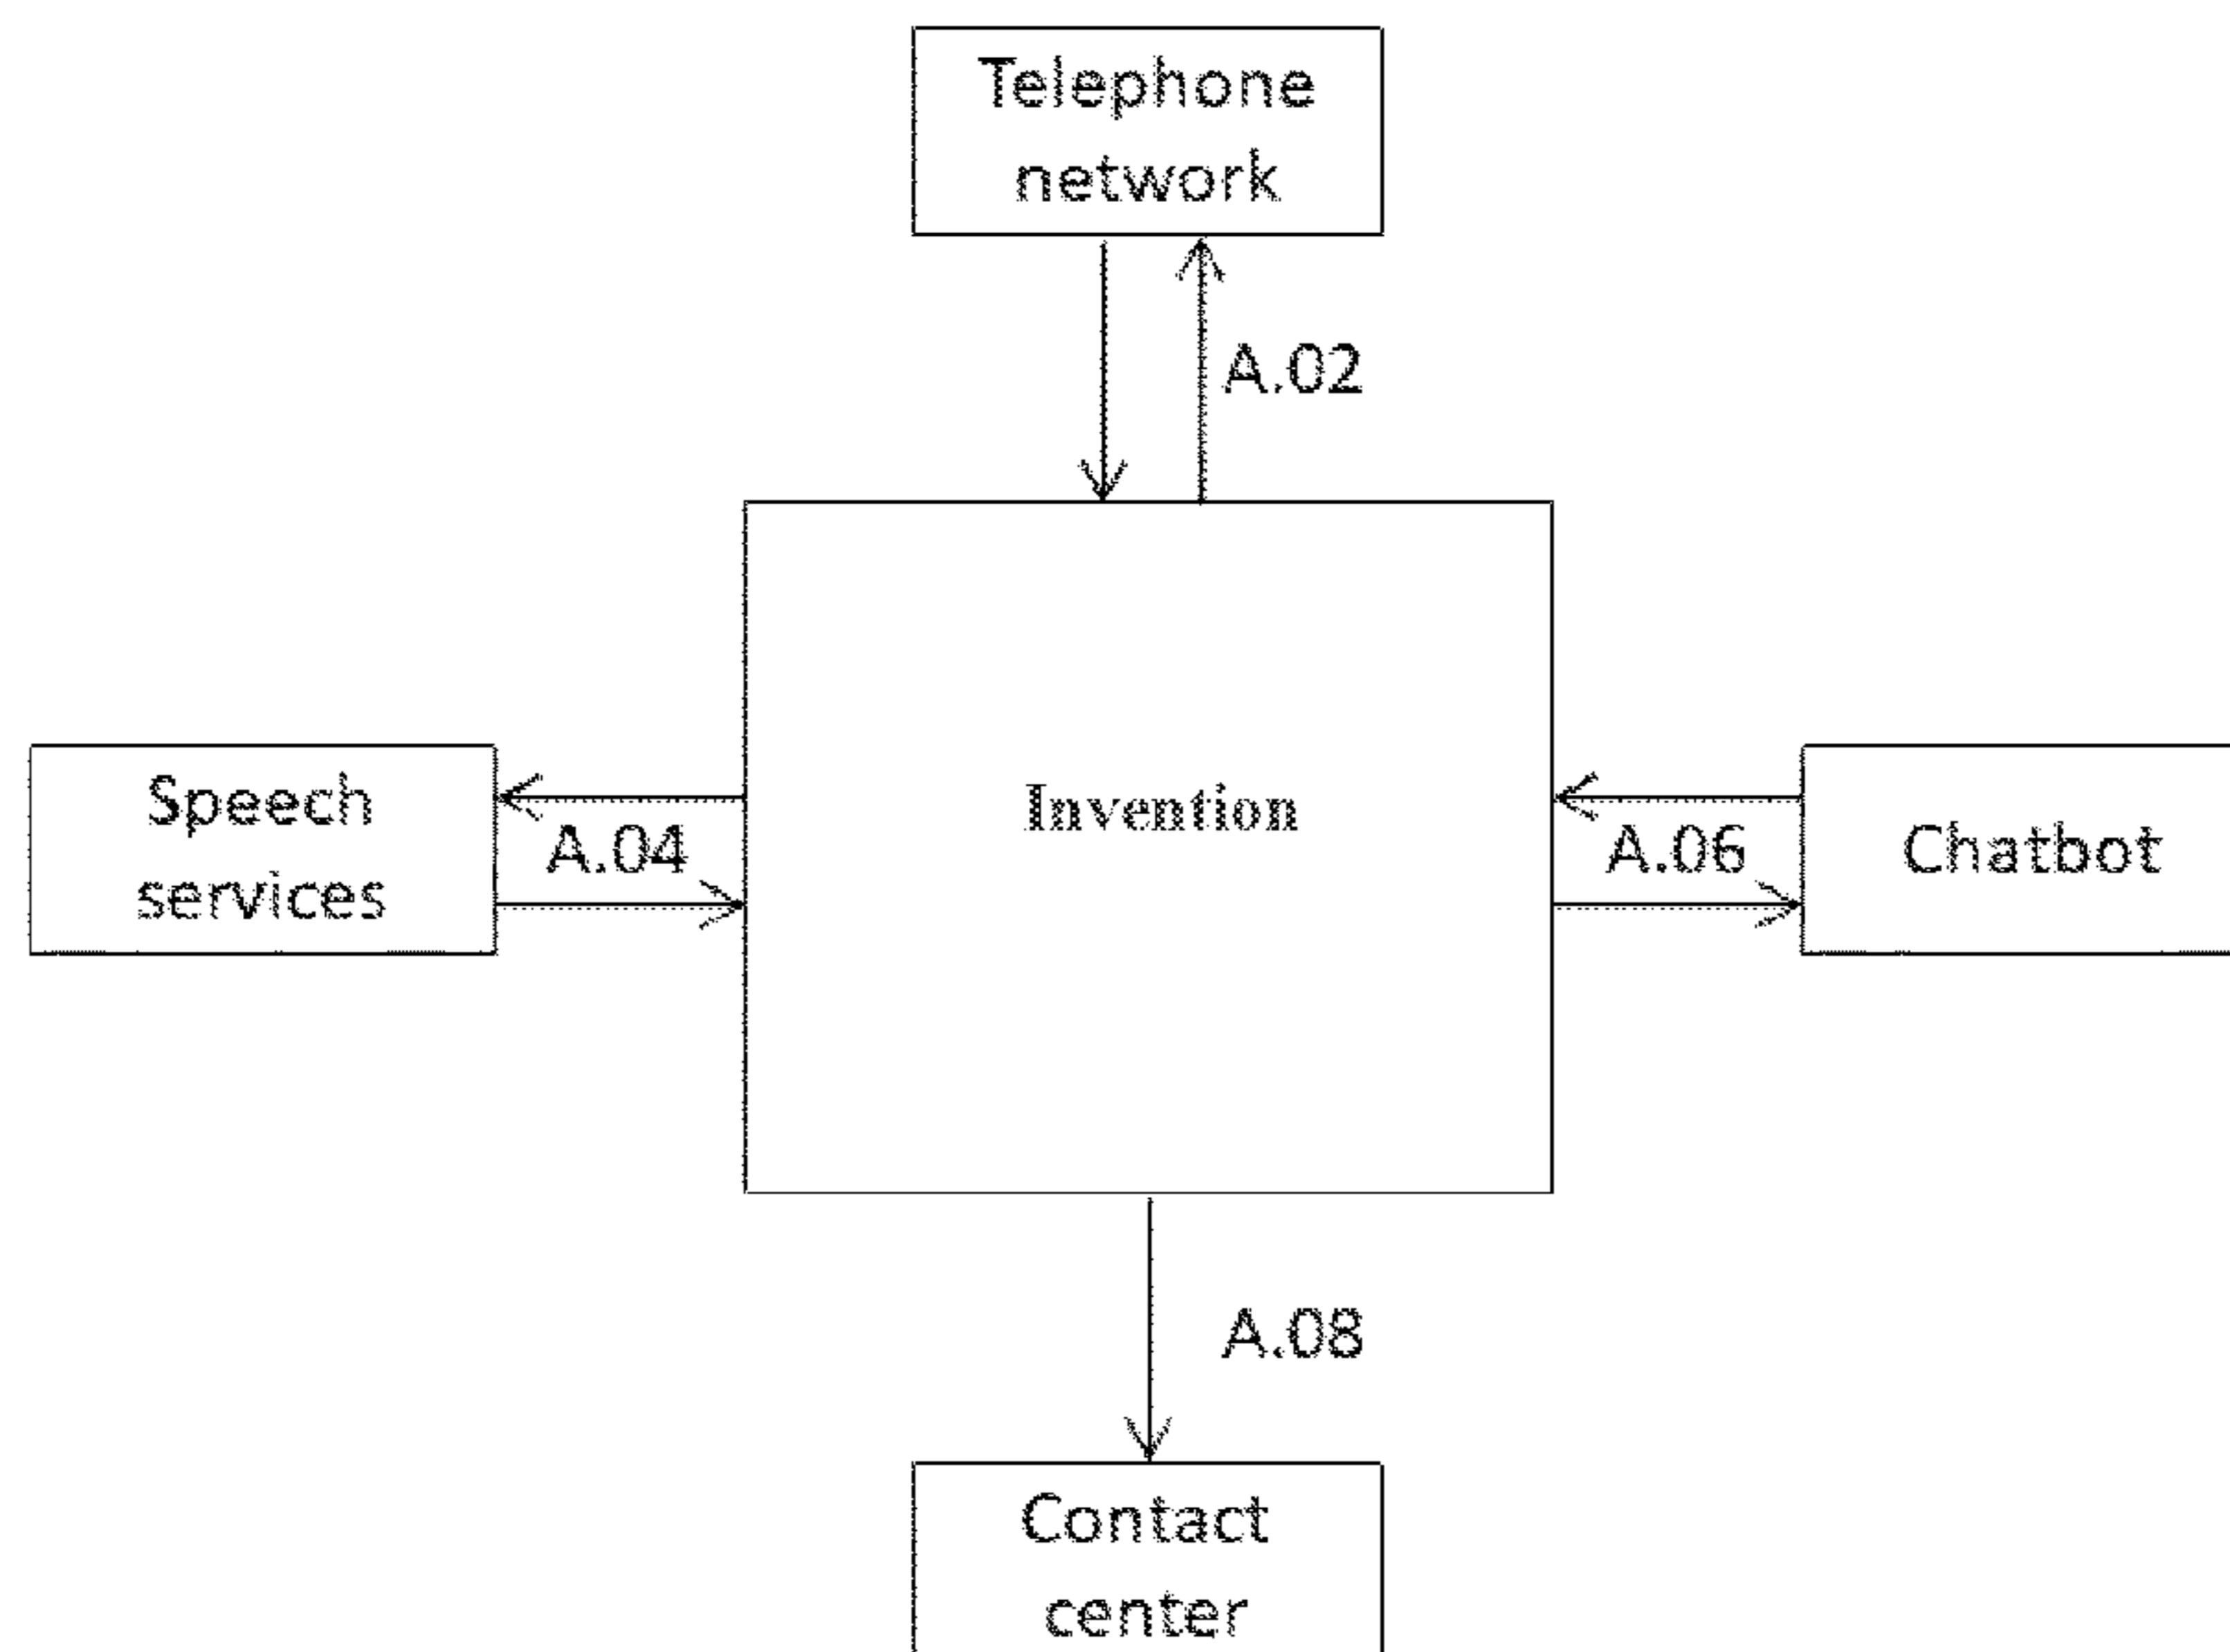 Telephone
network
A.02
Speech
services
A.04
Invention
A.06
Chatbot
A.08
Contact
center